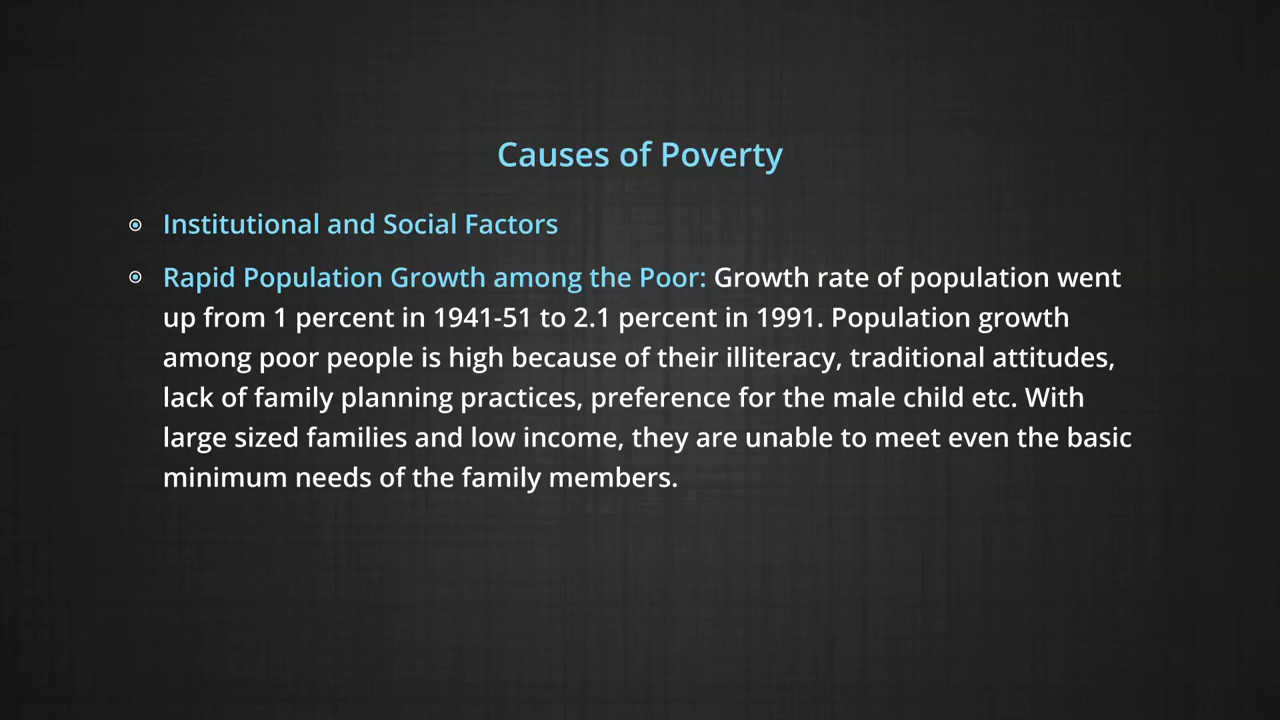 Causes of Poverty
Institutional and Social Factors
Rapid Population Growth among the Poor: Growth rate of population went
up from 1 percent in 1941-51 to 2.1 percent in 1991. Population growth
among poor people is high because of their illiteracy, traditional attitudes,
lack of family planning practices, preference for the male child etc. With
large sized families and low income, they are unable to meet even the basic
minimum needs of the family members.